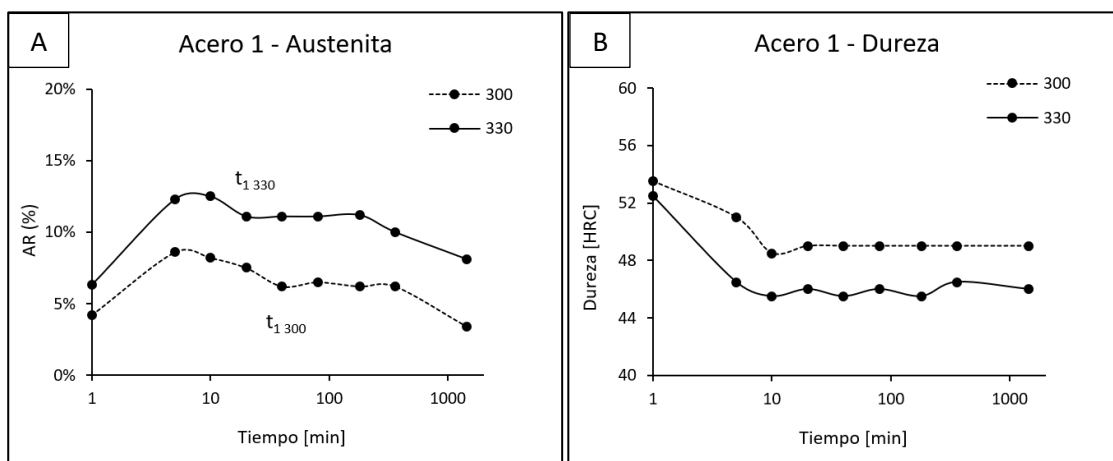 A
Acero 1 - Austenita
300
330
20%
15%
10%
5%
0%
AR (%)
t1 330
t1 300
1
10
100
1000
Tiempo [min]
B
Acero 1 - Dureza
300
330
60
56
52
48
44
40
Dureza [HRC]
1
10
100
1000
Tiempo [min]